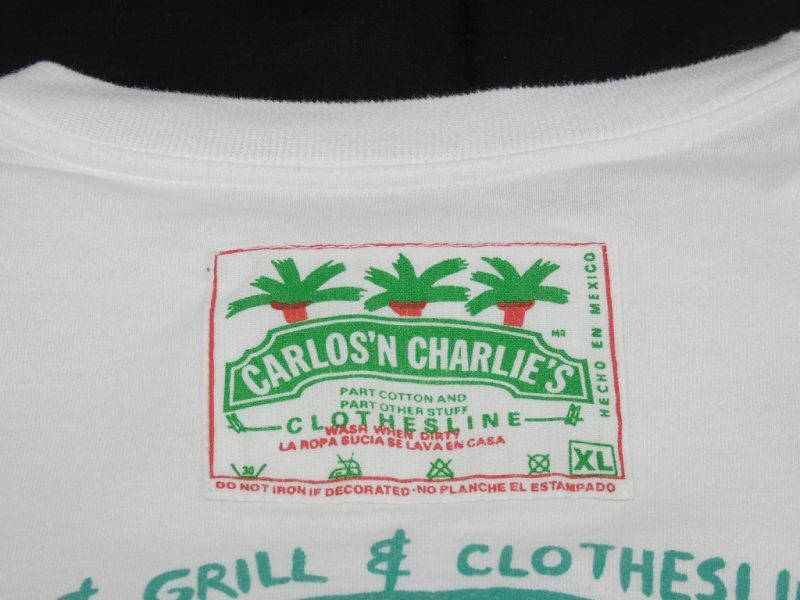 HECHO EN MEXICO
MR
CARLOS'N CHARLIE'S
PART COTTON AND
PART OTHER STUFF
CLOTHESLINE
WASH WHEN DIRTY
LA ROPA SUCIA SE LAVA EN CASA
30
XL
DO NOT IRON IF DECORATED·NO PLANCHE EL ESTAMPADO
GRILL & CLOTHESLI